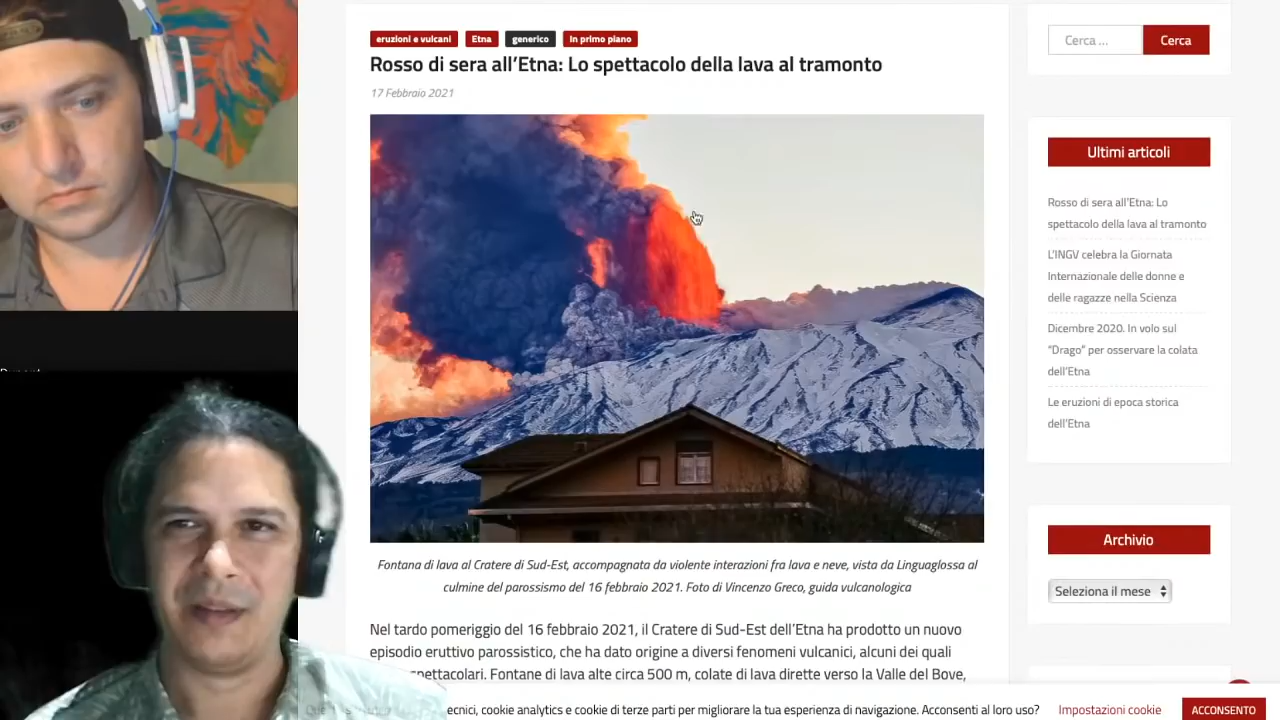 eruzioni e vulcani Etna generico In primo piano
Rosso di sera all'Etna: Lo spettacolo della lava al tramonto
17 Febbraio 2021
Fontana di lava al Cratere di Sud-Est, accompagnata da violente interazioni fra lava e neve, vista da Linguaglossa al
culmine del parossismo del 16 febbraio 2021. Foto di Vincenzo Greco, guida vulcanologica
Nel tardo pomeriggio del 16 febbraio 2021, il Cratere di Sud-Est dell'Etna ha prodotto un nuovo
episodio eruttivo parossistico, che ha dato origine a diversi fenomeni vulcanici, alcuni dei quali
Fontane di lava alte circa 500 m, colate di lava dirette verso la Valle del Bove,
Cerca ... Cerca
Ultimi articoli
Rosso di sera all'Etna: Lo
spettacolo della lava al tramonto
L'INGV celebra la Giornata
Internazionale delle donne e
delle ragazze nella Scienza
Dicembre 2020. In volo sul
"Drago" per osservare la colata
dell'Etna
Le eruzioni di epoca storica
dell'Etna
Archivio
Seleziona il mese
cookie analytics e cookie di terze parti per migliorare la tua esperienza di navigazione. Acconsenti al loro uso? Impostazioni cookie ACCONSENTO